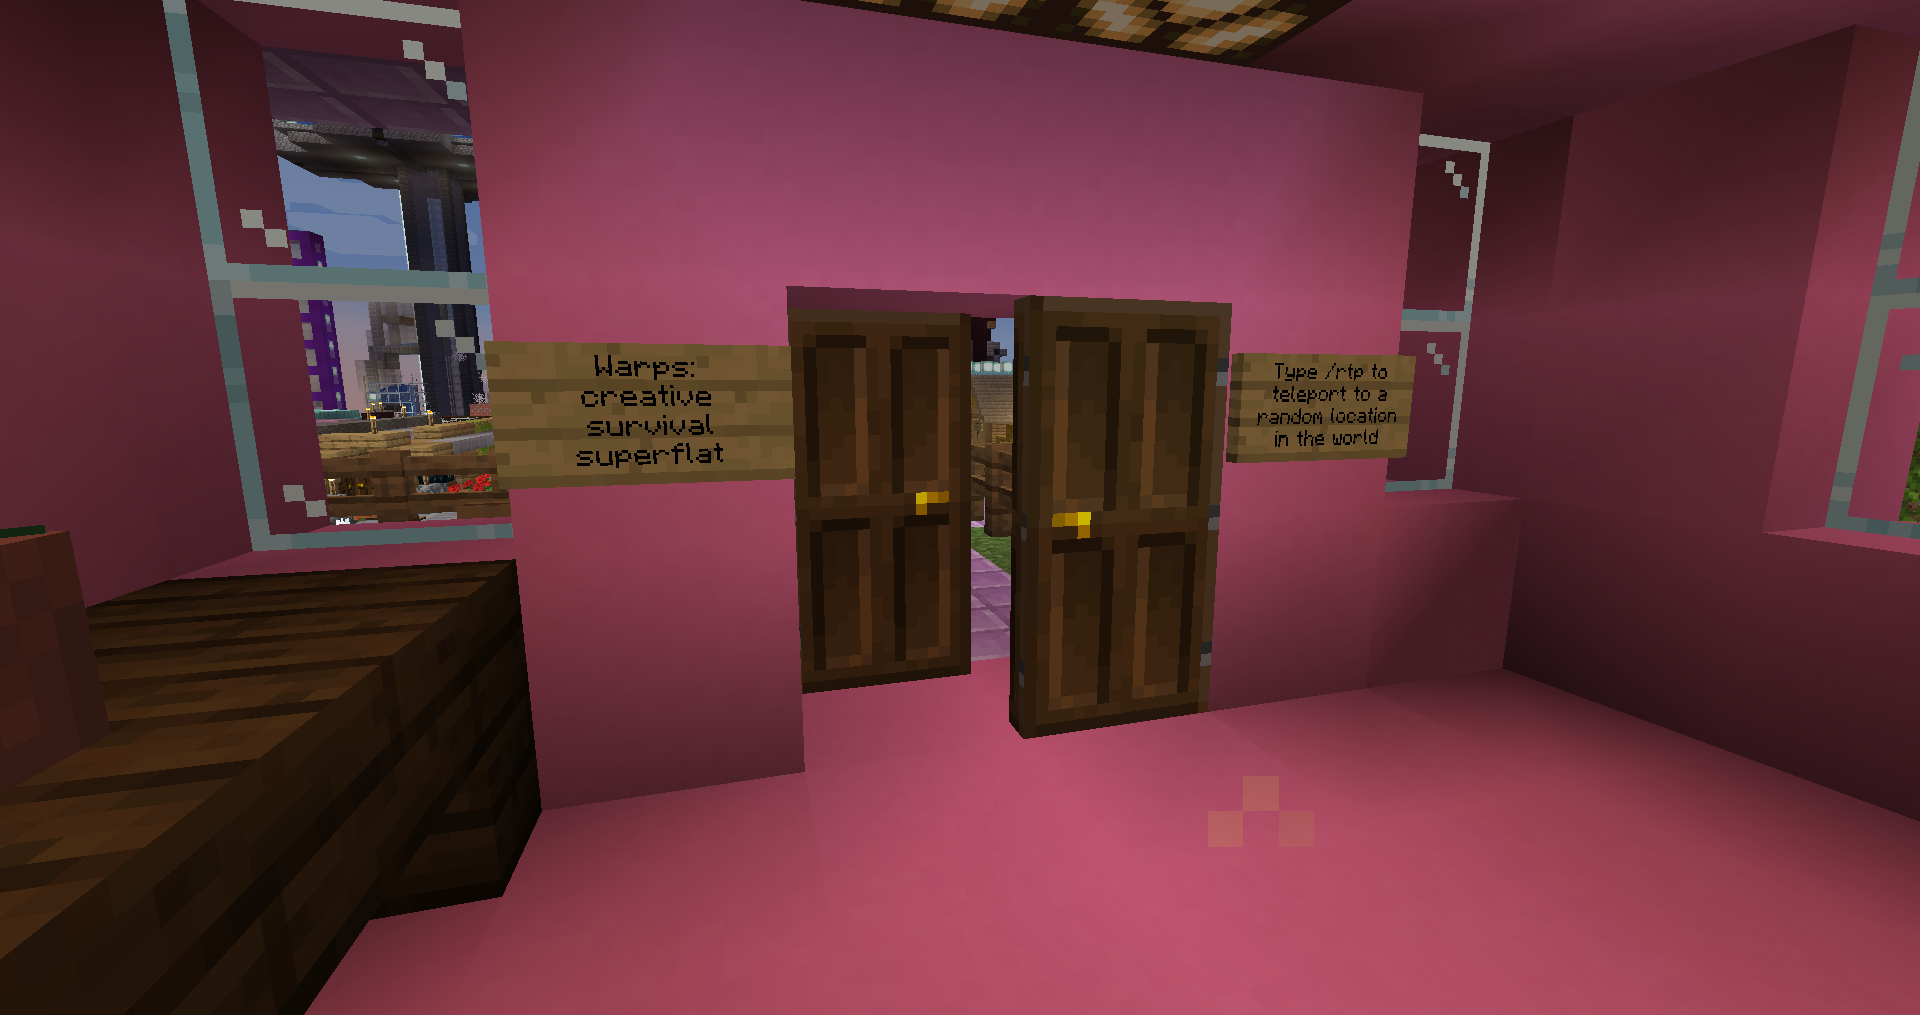 Warps:
creative
survival
superflat
Type /rtp to
teleport to a
random location
in the world